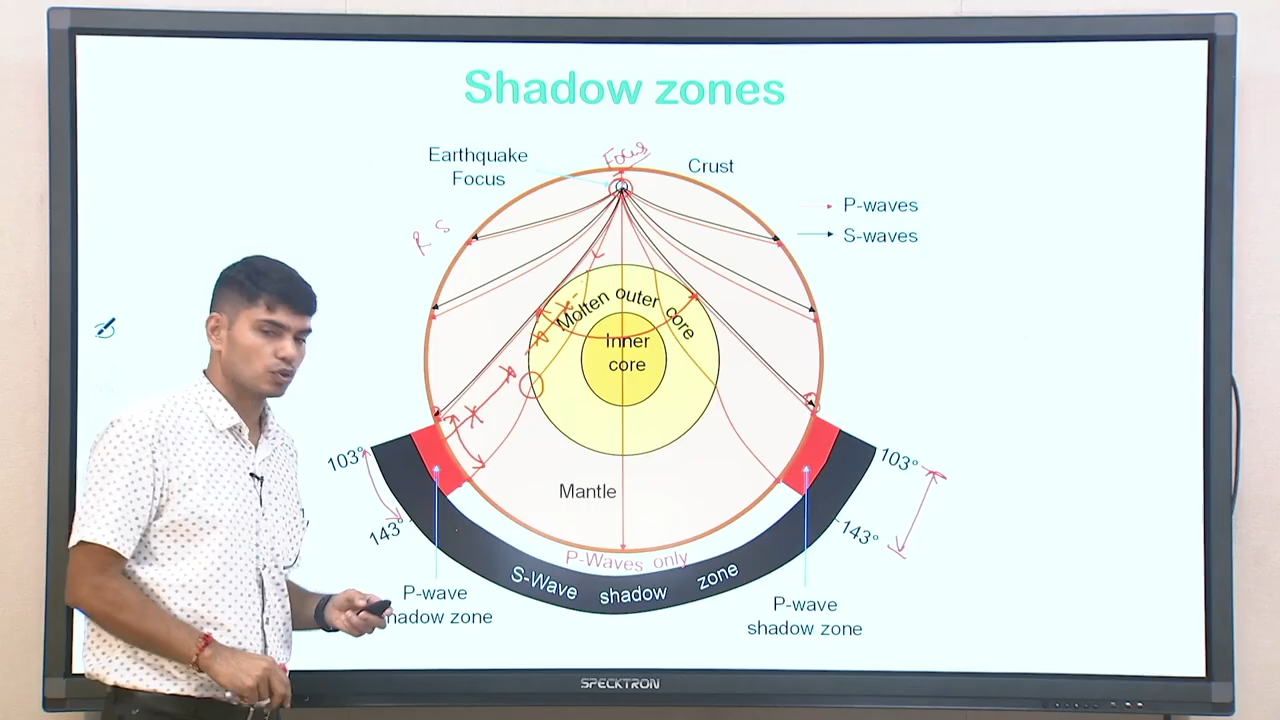 Shadow zones
Earthquake
Focus
Focus
Crust
P-waves
S-waves
R S
Molten outer core
Inner
core
103°
103°
Mantle
143°
143°
P-Waves only
S-Wave shadow zone
P-wave
hadow zone
P-wave
shadow zone
SPECKTRON